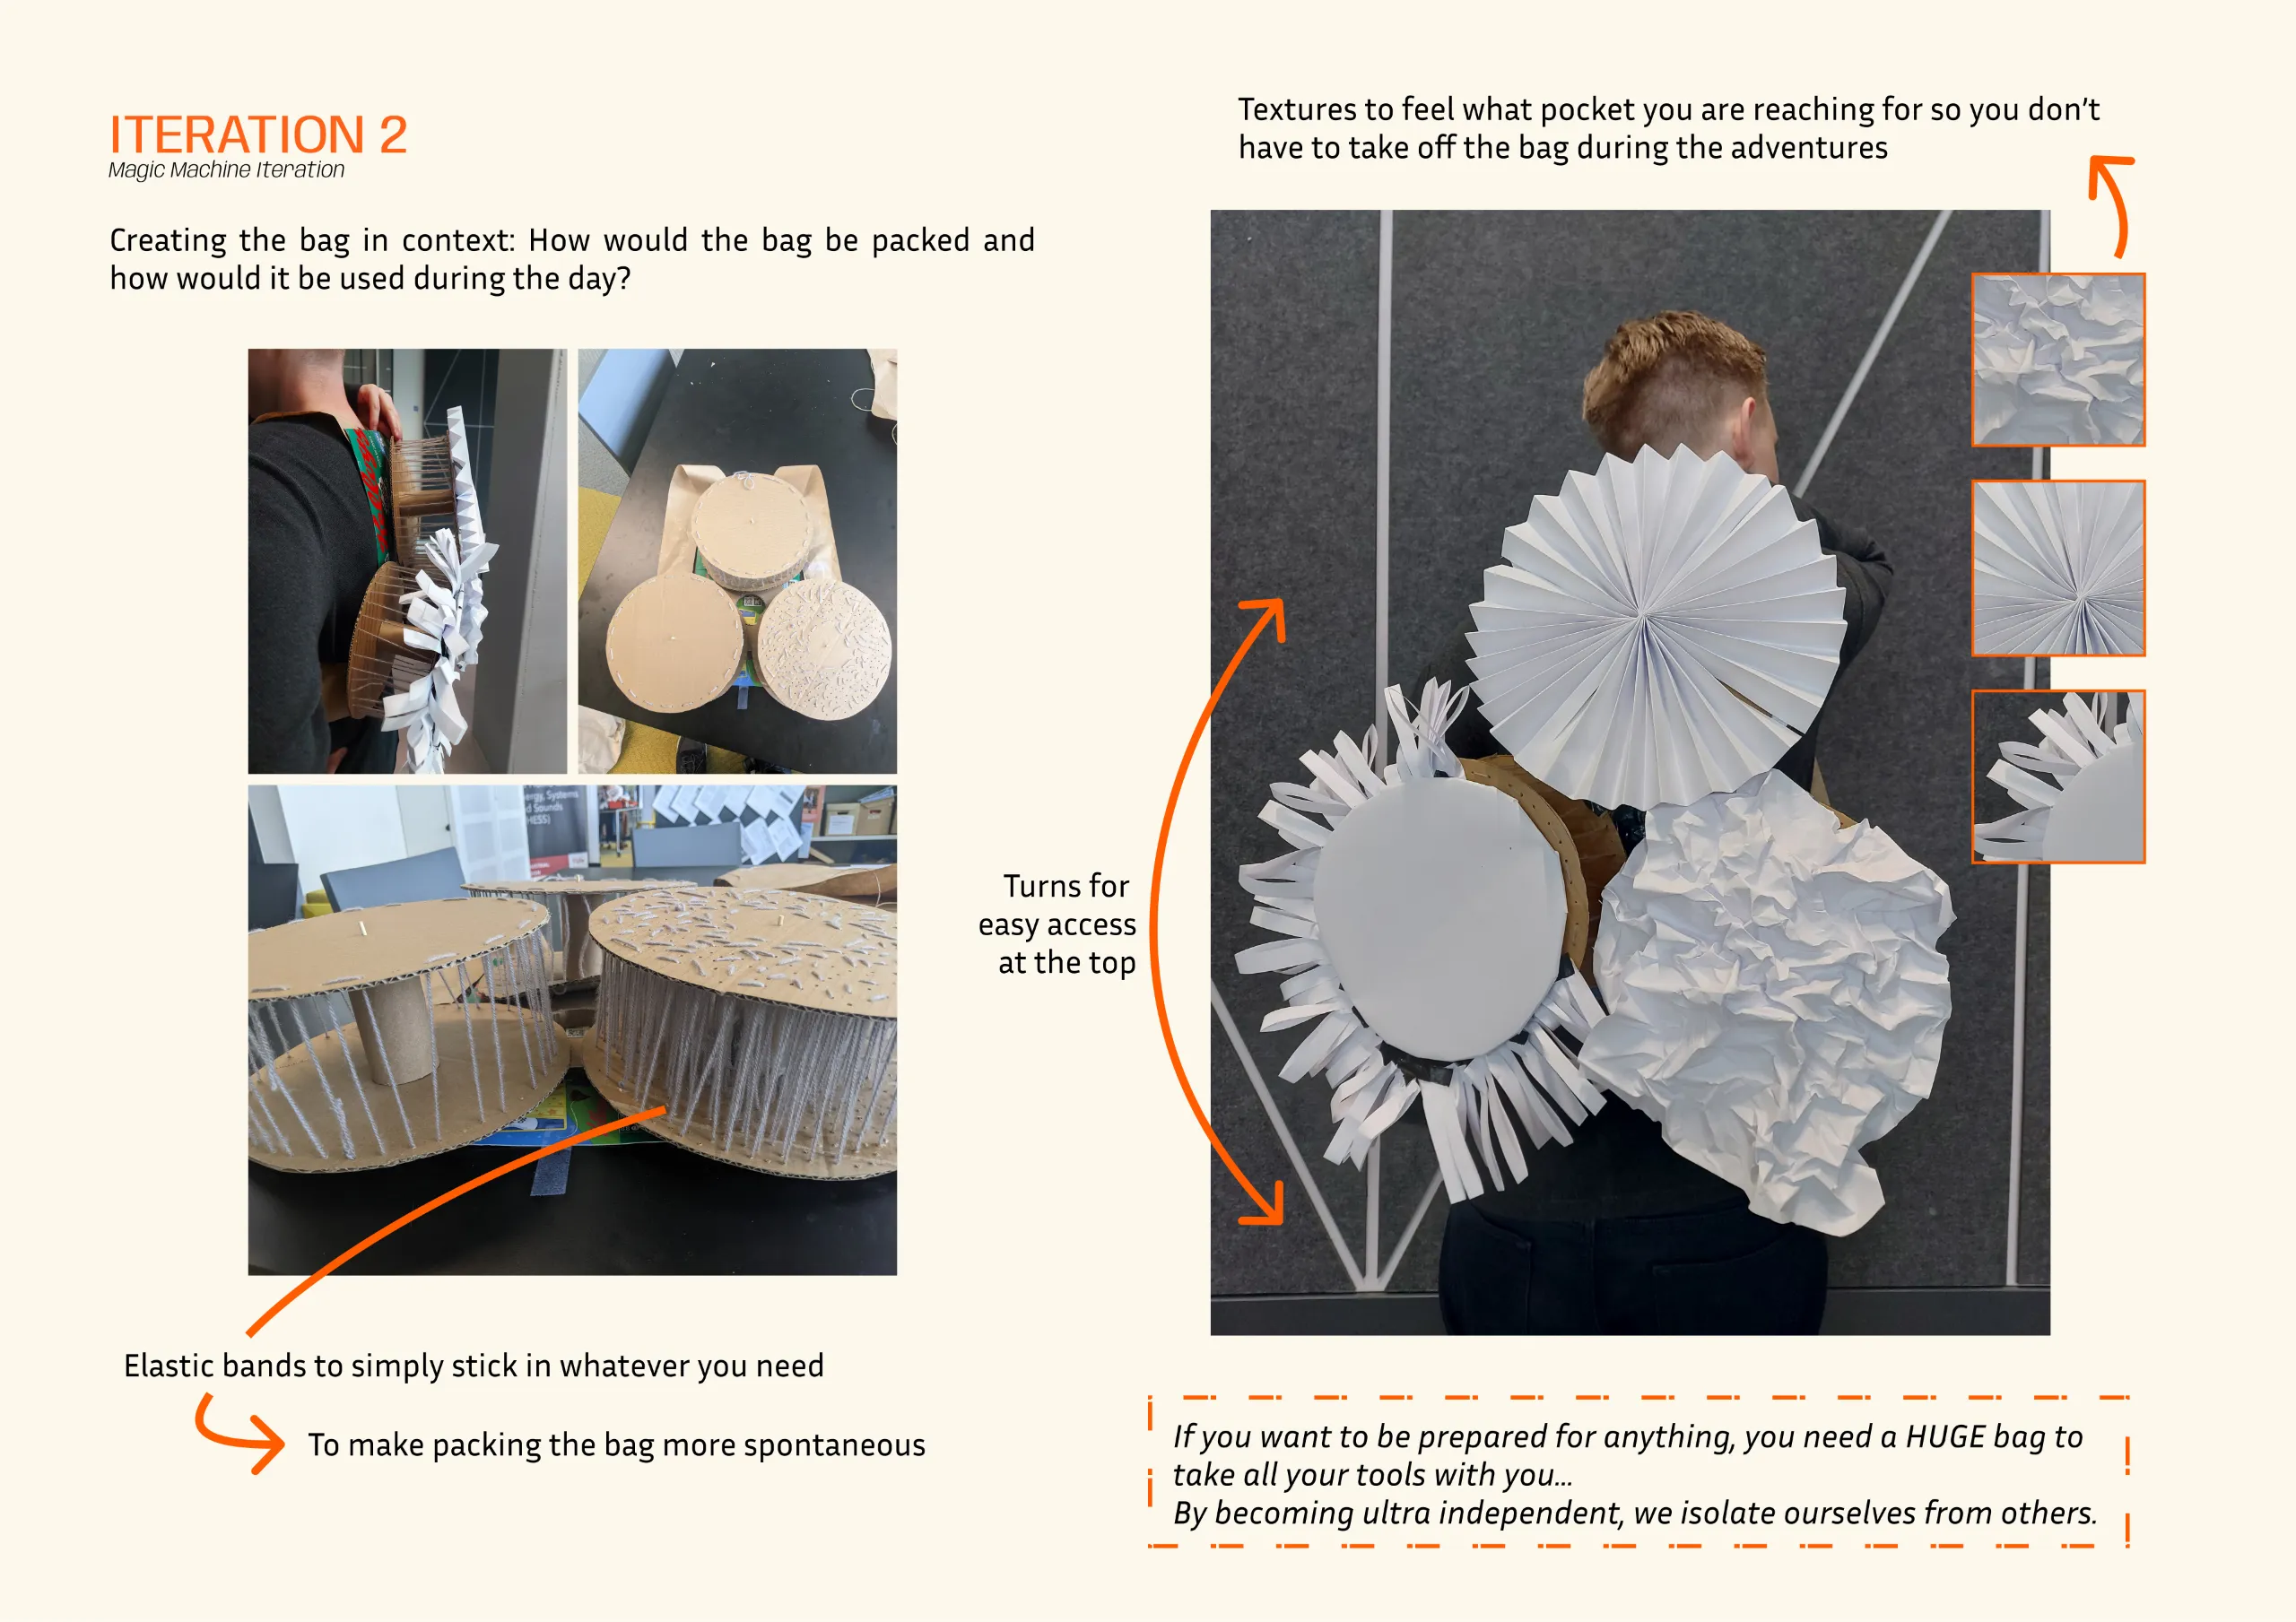 ITERATION 2
Magic Machine Iteration
Creating the bag in context: How would the bag be packed and
how would it be used during the day?
ergy, Systems
d Sounds
HESS)
Elastic bands to simply stick in whatever you need
To make packing the bag more spontaneous
Textures to feel what pocket you are reaching for so you don't
have to take off the bag during the adventures
Turns for
easy access
at the top
If you want to be prepared for anything, you need a HUGE bag to
take all your tools with you...
By becoming ultra independent, we isolate ourselves from others.